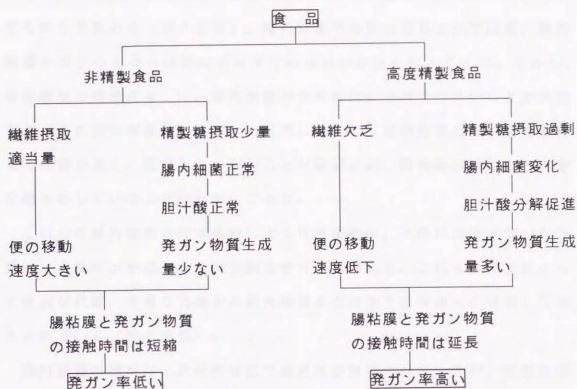 食品
非精製食品
高度精製食品
繊維摂取
適当量
精製糖摂取少量
腸内細菌正常
胆汁酸正常
便の移動
速度大きい
発ガン物質生成
量少ない
腸粘膜と発ガン物質
の接触時間は短縮
発ガン率低い
繊維欠乏
精製糖摂取過剰
腸内細菌変化
胆汁酸分解促進
便の移動
速度低下
発ガン物質生成
量多い
腸粘膜と発ガン物質
の接触時間は延長
発ガン率高い